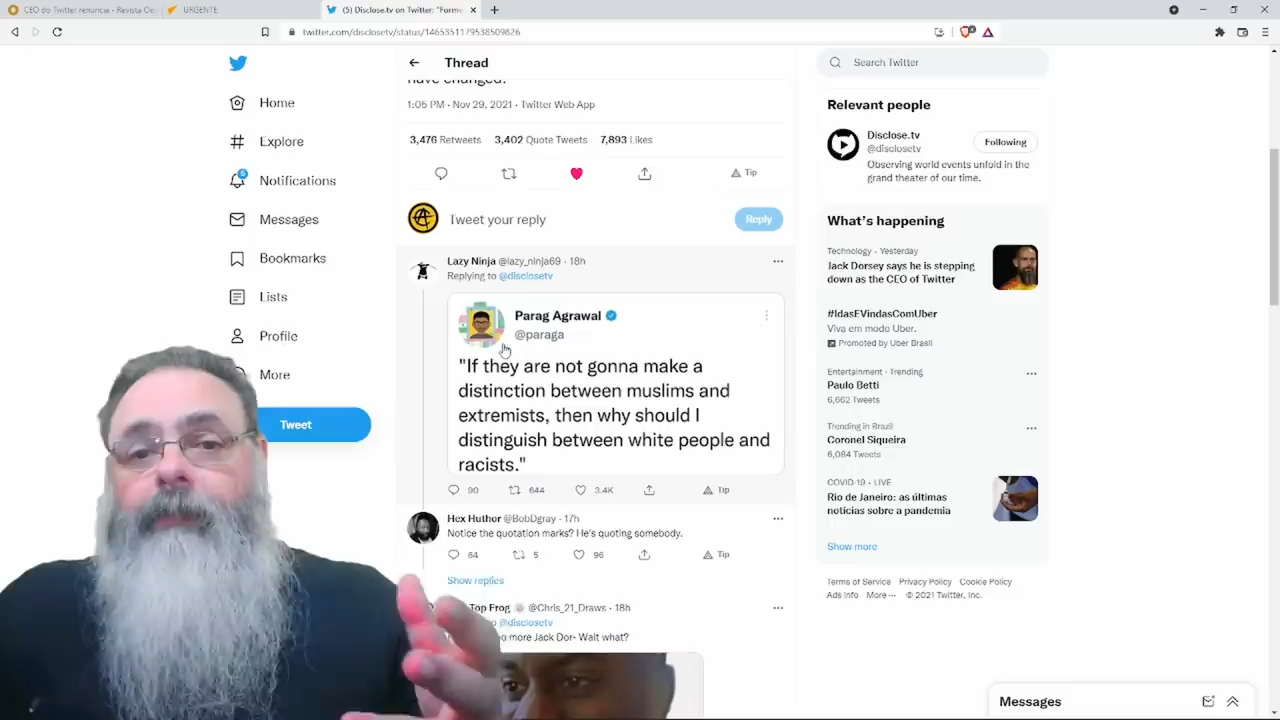 CEO do Twitter renuncia - Revista Oe
URGENTE
(5) Disclose.tv on Twitter: "Forme
twitter.com/disclosetv/status/1465351179538509826
Home
Explore
6
Notifications
Messages
Bookmarks
Lists
Profile
More
Tweet
Thread
have changed.
1:05 PM · Nov 29, 2021 · Twitter Web App
3,476 Retweets 3,402 Quote Tweets 7,893 Likes
Tip
Tweet your reply
Reply
Lazy Ninja @lazy_ninja69 · 18h
Replying to @disclosetv
Parag Agrawal
@paraga
"If they are not gonna make a
distinction between muslims and
extremists, then why should I
distinguish between white people and
racists."
90 644 3.4K Tip
Hex Huther @BobDgray · 17h
Notice the quotation marks? He's quoting somebody.
64 5 96 Tip
Show replies
Top Frog @Chris_21_Draws · 18h
@disclosetv
more Jack Dor- Wait what?
Search Twitter
Relevant people
Disclose.tv
@disclosetv
Following
Observing world events unfold in the
grand theater of our time.
What's happening
Technology · Yesterday
Jack Dorsey says he is stepping
down as the CEO of Twitter
#IdasEVindasComUber
Viva em modo Uber.
Promoted by Uber Brasil
Entertainment · Trending
Paulo Betti
6,662 Tweets
Trending in Brazil
Coronel Siqueira
6,084 Tweets
COVID-19 · LIVE
Rio de Janeiro: as últimas
notícias sobre a pandemia
Show more
Terms of Service Privacy Policy Cookie Policy
Ads Info More ··· © 2021 Twitter, Inc.
Messages